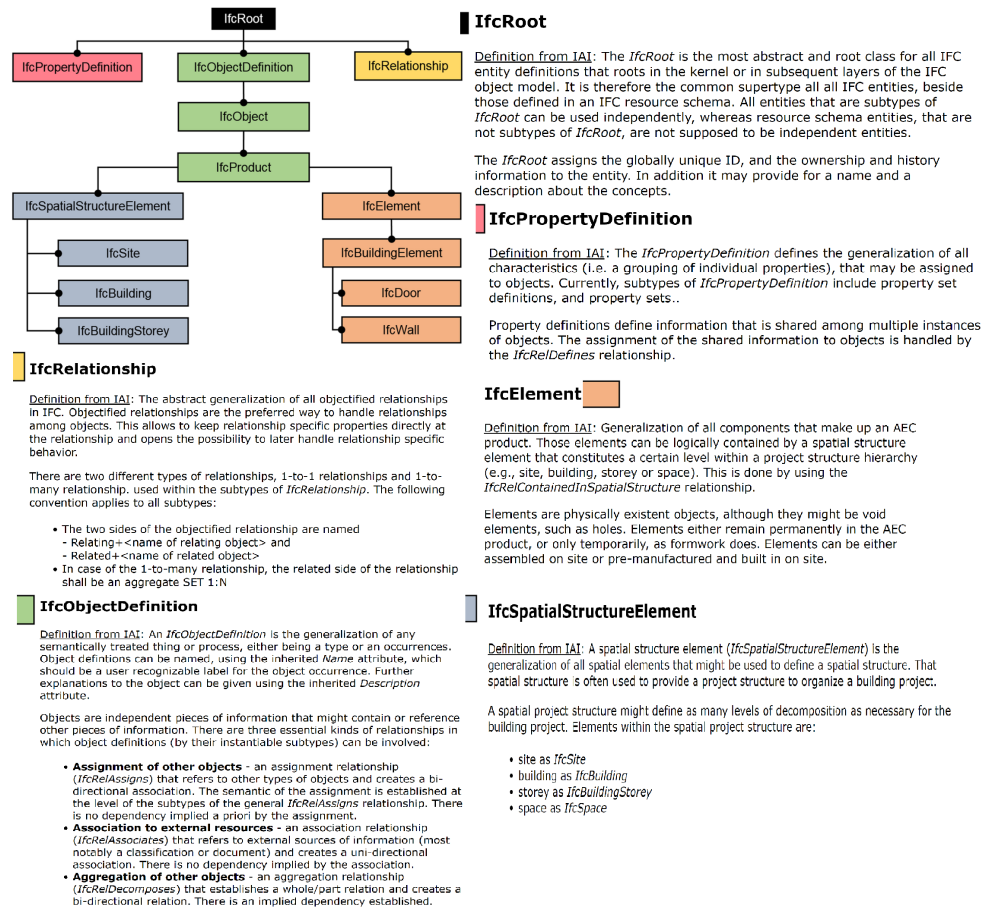 IfcRoot
IfcPropertyDefinition
IfcObjectDefinition
IfcRelationship
IfcObject
IfcProduct
IfcSpatialStructureElement
IfcElement
IfcSite
IfcBuildingElement
IfcBuilding
IfcDoor
IfcBuildingStorey
IfcWall
IfcRelationship
Definition from IAI: The abstract generalization of all objectified relationships
in IFC. Objectified relationships are the preferred way to handle relationships
among objects. This allows to keep relationship specific properties directly at
the relationship and opens the possibility to later handle relationship specific
behavior.
There are two different types of relationships, 1-to-1 relationships and 1-to-
many relationship. used within the subtypes of IfcRelationship. The following
convention applies to all subtypes:
• The two sides of the objectified relationship are named
- Relating+<name of relating object> and
- Related+<name of related object>
• In case of the 1-to-many relationship, the related side of the relationship
shall be an aggregate SET 1:N
IfcObjectDefinition
Definition from IAI: An IfcObjectDefinition is the generalization of any
semantically treated thing or process, either being a type or an occurrences.
Object defintions can be named, using the inherited Name attribute, which
should be a user recognizable label for the object occurrence. Further
explanations to the object can be given using the inherited Description
attribute.
Objects are independent pieces of information that might contain or reference
other pieces of information. There are three essential kinds of relationships in
which object definitions (by their instantiable subtypes) can be involved:
• Assignment of other objects - an assignment relationship
(IfcRelAssigns) that refers to other types of objects and creates a bi-
directional association. The semantic of the assignment is established at
the level of the subtypes of the general IfcRelAssigns relationship. There
is no dependency implied a priori by the assignment.
• Association to external resources - an association relationship
(IfcRelAssociates) that refers to external sources of information (most
notably a classification or document) and creates a uni-directional
association. There is no dependency implied by the association.
• Aggregation of other objects - an aggregation relationship
(IfcRelDecomposes) that establishes a whole/part relation and creates a
bi-directional relation. There is an implied dependency established.
IfcRoot
Definition from IAI: The IfcRoot is the most abstract and root class for all IFC
entity definitions that roots in the kernel or in subsequent layers of the IFC
object model. It is therefore the common supertype all all IFC entities, beside
those defined in an IFC resource schema. All entities that are subtypes of
IfcRoot can be used independently, whereas resource schema entities, that are
not subtypes of IfcRoot, are not supposed to be independent entities.
The IfcRoot assigns the globally unique ID, and the ownership and history
information to the entity. In addition it may provide for a name and a
description about the concepts.
IfcPropertyDefinition
Definition from IAI: The IfcPropertyDefinition defines the generalization of all
characteristics (i.e. a grouping of individual properties), that may be assigned
to objects. Currently, subtypes of IfcPropertyDefinition include property set
definitions, and property sets..
Property definitions define information that is shared among multiple instances
of objects. The assignment of the shared information to objects is handled by
the IfcRelDefines relationship.
IfcElement
Definition from IAI: Generalization of all components that make up an AEC
product. Those elements can be logically contained by a spatial structure
element that constitutes a certain level within a project structure hierarchy
(e.g., site, building, storey or space). This is done by using the
IfcRelContainedInSpatialStructure relationship.
Elements are physically existent objects, although they might be void
elements, such as holes. Elements either remain permanently in the AEC
product, or only temporarily, as formwork does. Elements can be either
assembled on site or pre-manufactured and built in on site.
IfcSpatialStructureElement
Definition from IAI: A spatial structure element (IfcSpatialStructureElement) is the
generalization of all spatial elements that might be used to define a spatial structure. That
spatial structure is often used to provide a project structure to organize a building project.
A spatial project structure might define as many levels of decomposition as necessary for the
building project. Elements within the spatial project structure are:
• site as IfcSite
• building as IfcBuilding
• storey as IfcBuildingStorey
• space as IfcSpace